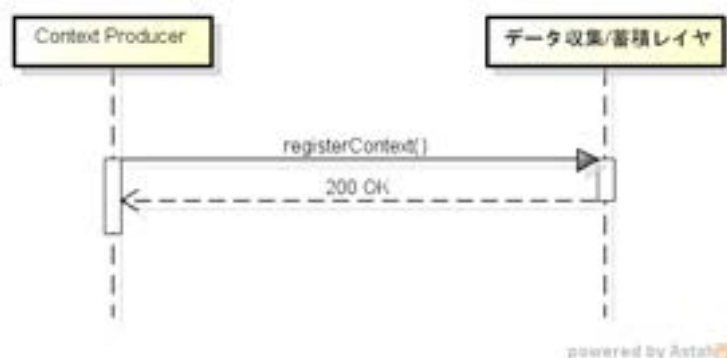 Context Producer
データ収集/蓄積レイヤ
registerContext()
200 OK
powered by Astah